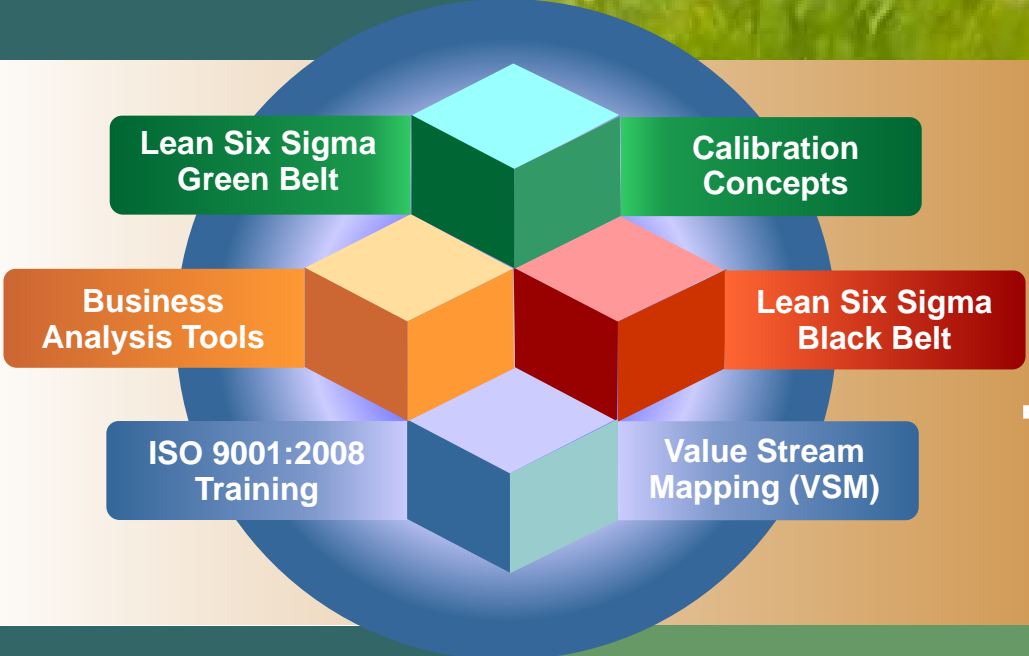 Lean Six Sigma
Green Belt
Calibration
Concepts
Business
Analysis Tools
Lean Six Sigma
Black Belt
ISO 9001:2008
Training
Value Stream
Mapping (VSM)